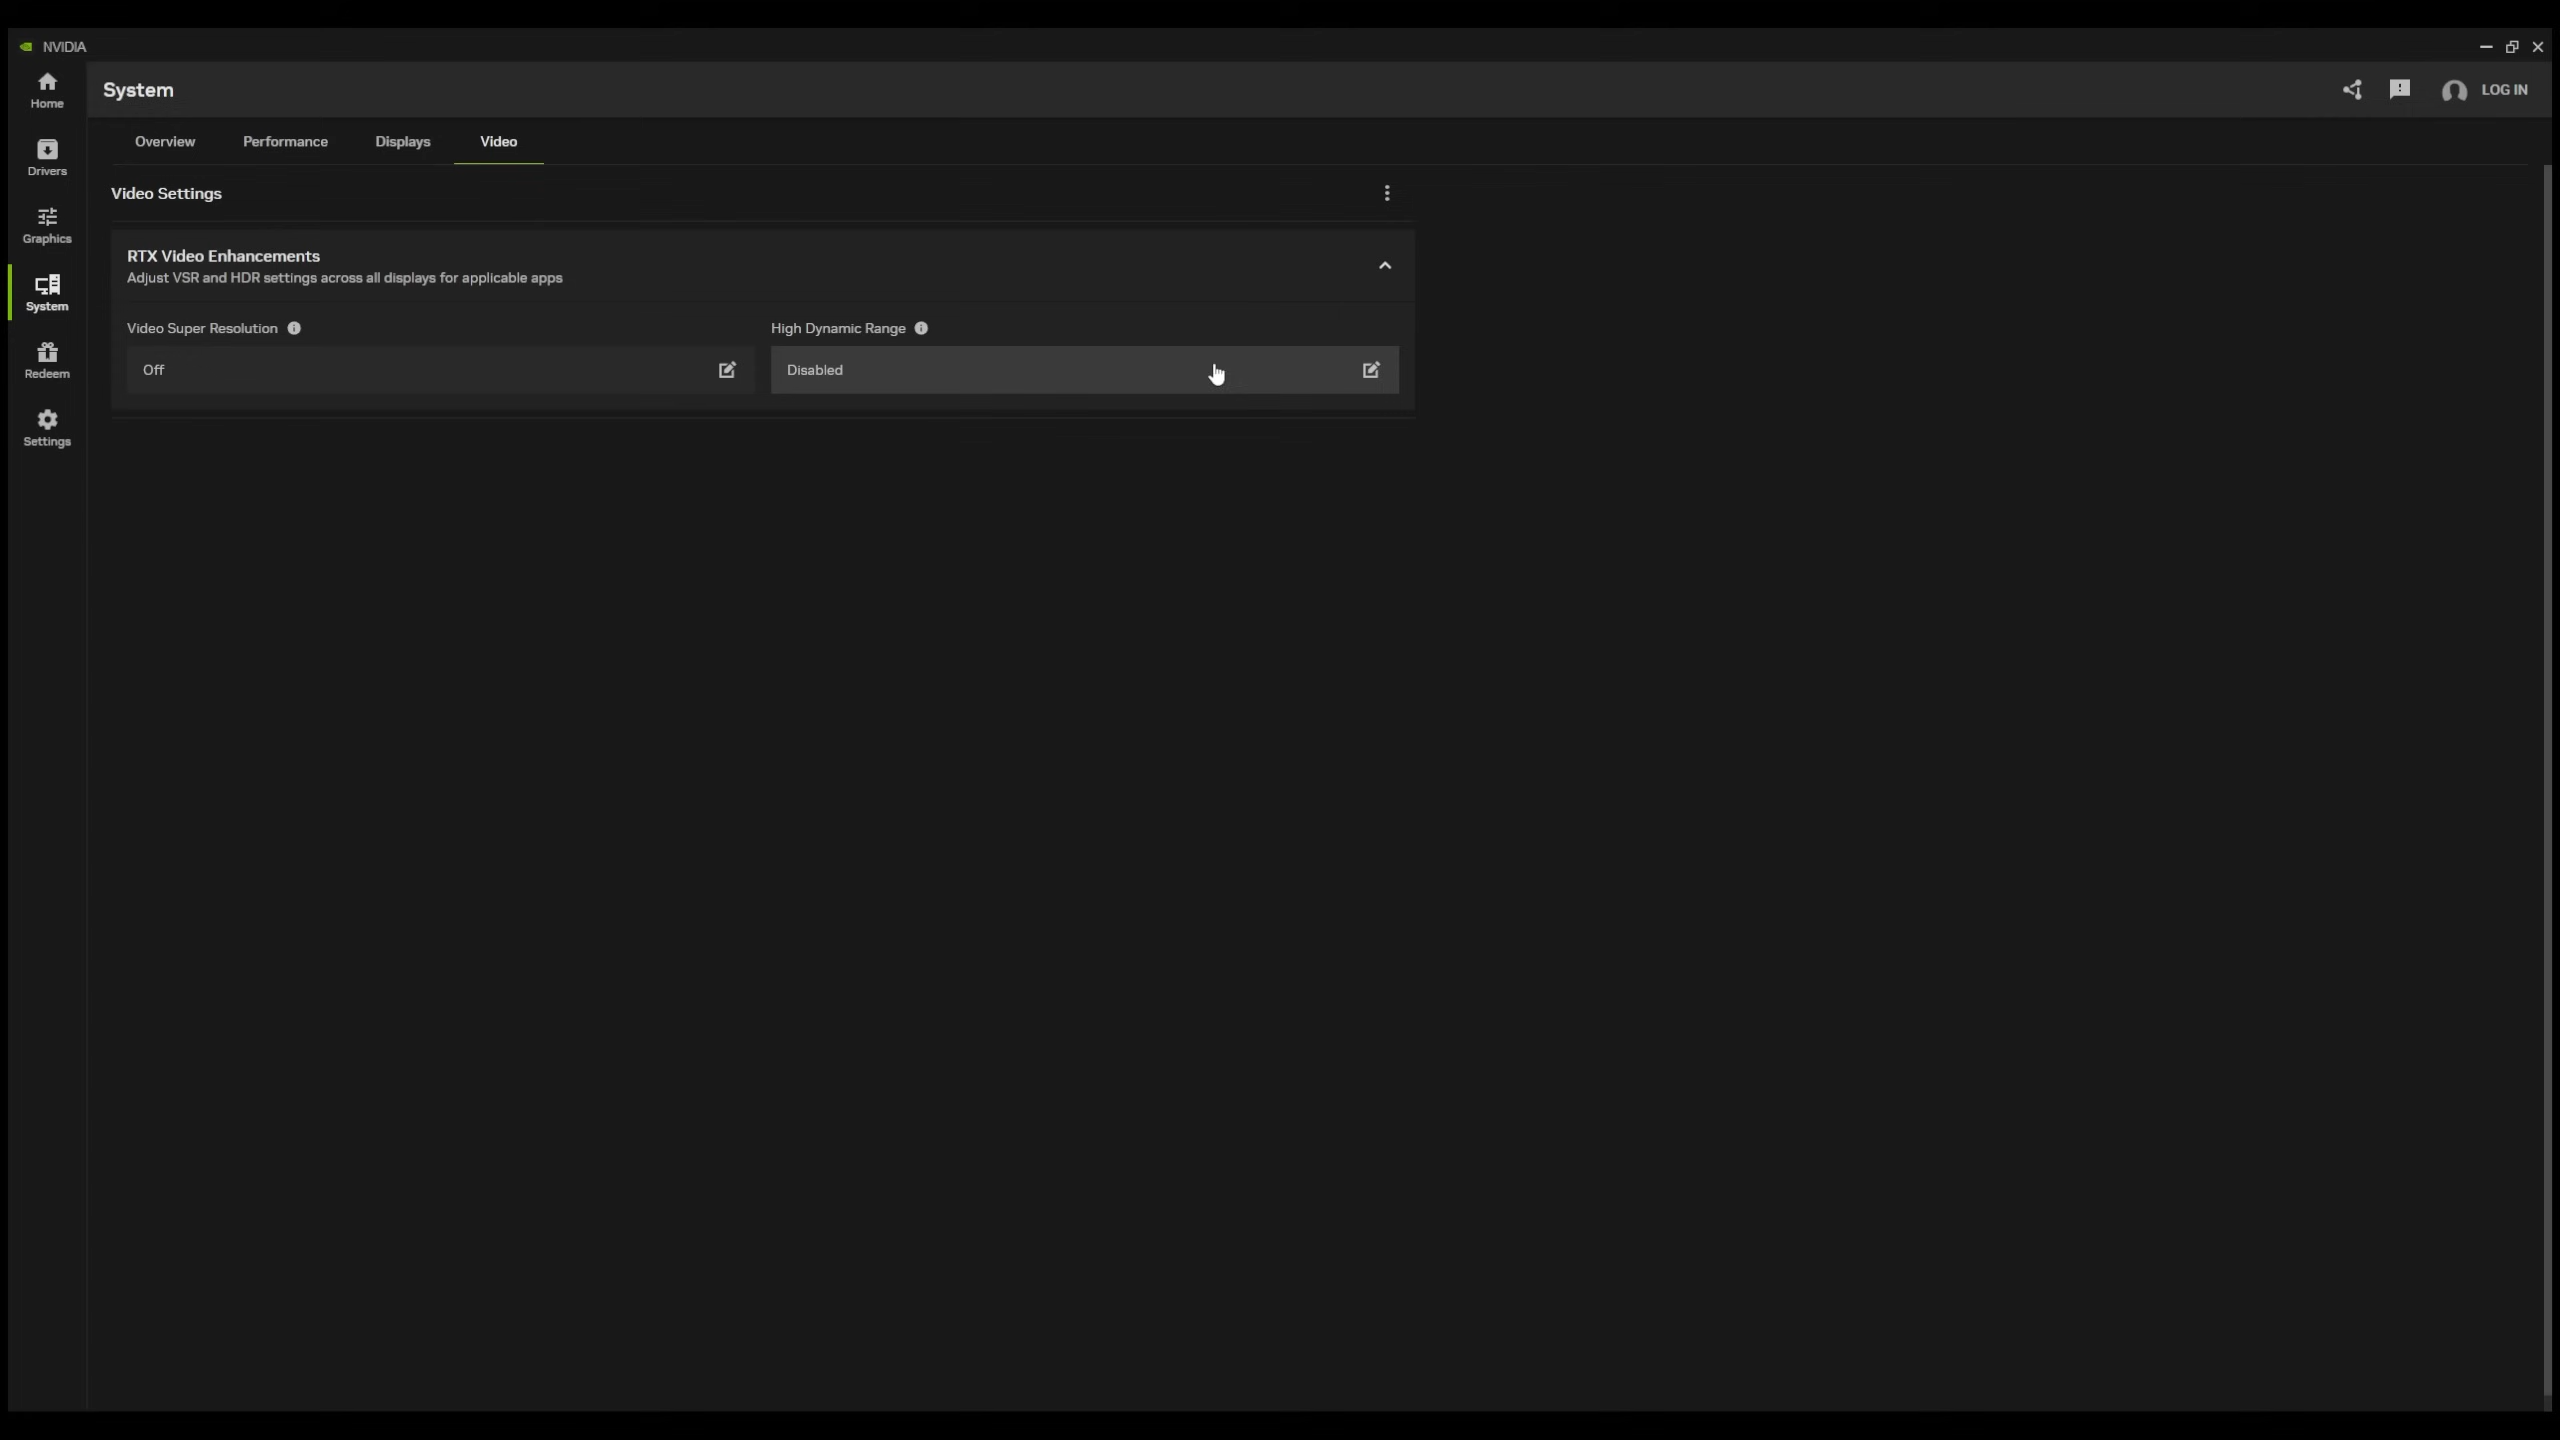 NVIDIA
Home
System
LOG IN
Drivers
Overview
Performance
Displays
Video
Video Settings
Graphics
RTX Video Enhancements
Adjust VSR and HDR settings across all displays for applicable apps
System
Video Super Resolution
High Dynamic Range
Off
Disabled
Redeem
Settings